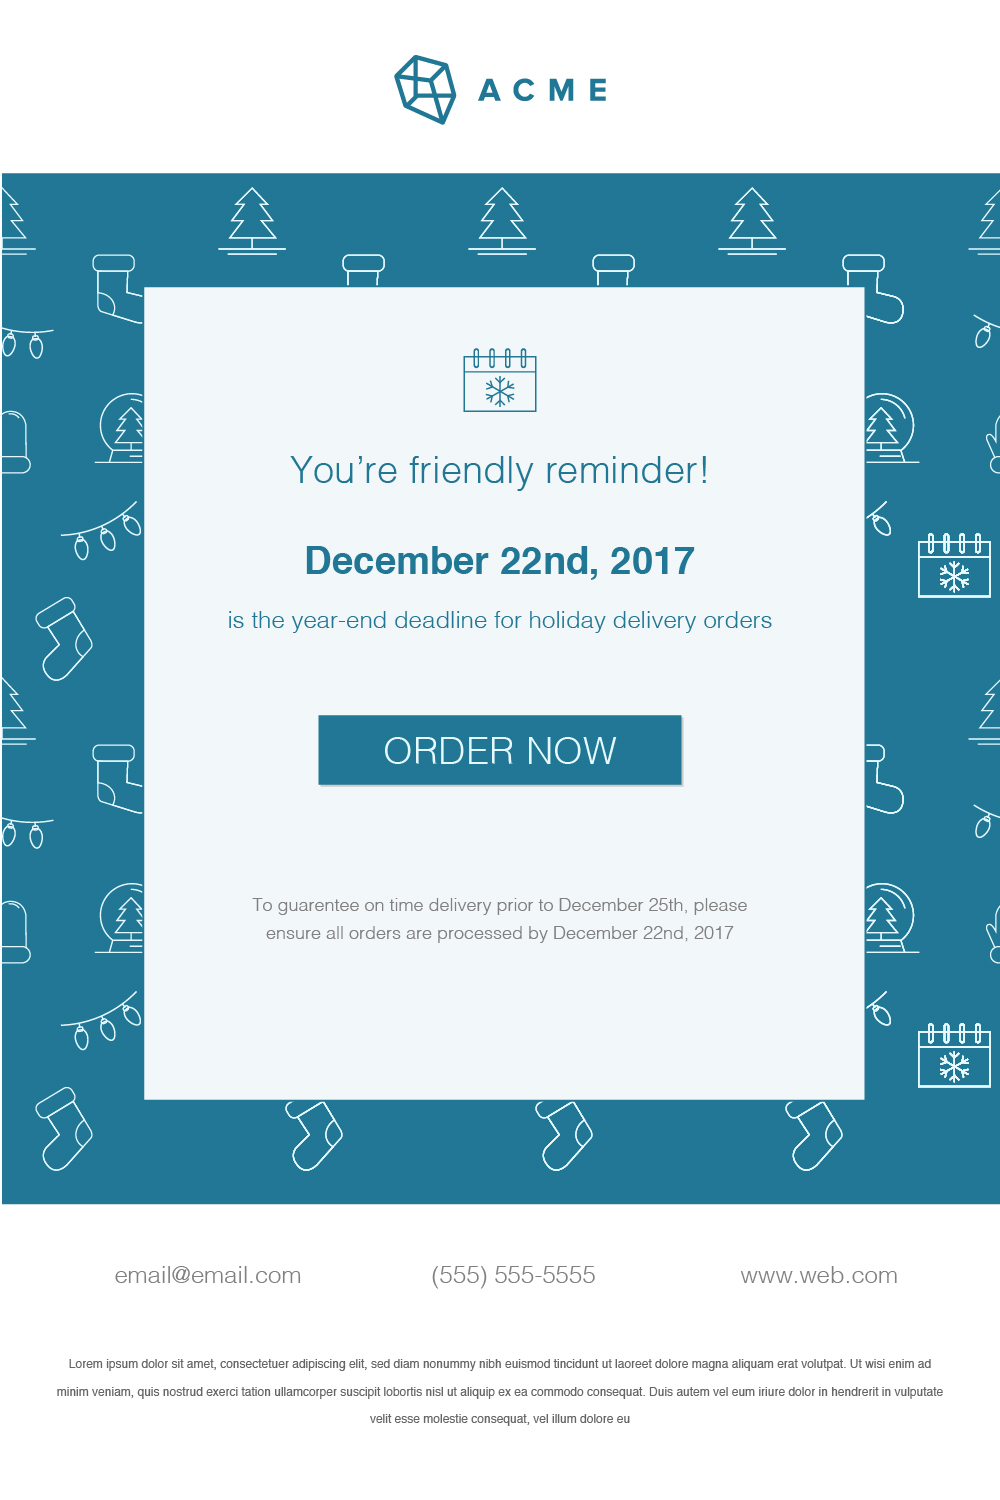 ACME
You’re friendly reminder!
December 22nd, 2017
is the year-end deadline for holiday delivery orders
ORDER NOW
To guarentee on time delivery prior to December 25th, please
ensure all orders are processed by December 22nd, 2017
email@email.com
(555) 555-5555
www.web.com
Lorem ipsum dolor sit amet, consectetuer adipiscing elit, sed diam nonummy nibh euismod tincidunt ut laoreet dolore magna aliquam erat volutpat. Ut wisi enim ad
minim veniam, quis nostrud exerci tation ullamcorper suscipit lobortis nisl ut aliquip ex ea commodo consequat. Duis autem vel eum iriure dolor in hendrerit in vulputate
velit esse molestie consequat, vel illum dolore eu